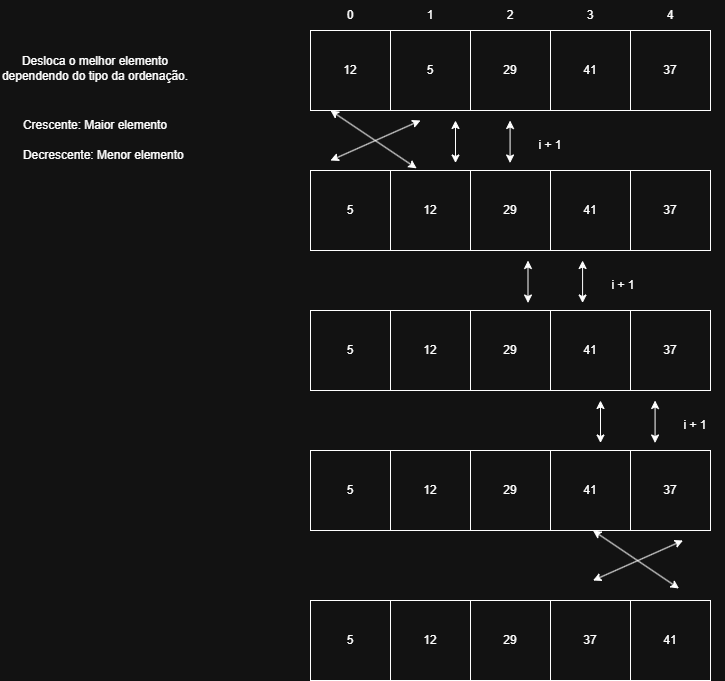 0 1 2 3 4
Desloca o melhor elemento
dependendo do tipo da ordenação.
12 5 29 41 37
Crescente: Maior elemento
i + 1
Decrescente: Menor elemento
5 12 29 41 37
i + 1
5 12 29 41 37
i + 1
5 12 29 41 37
5 12 29 37 41